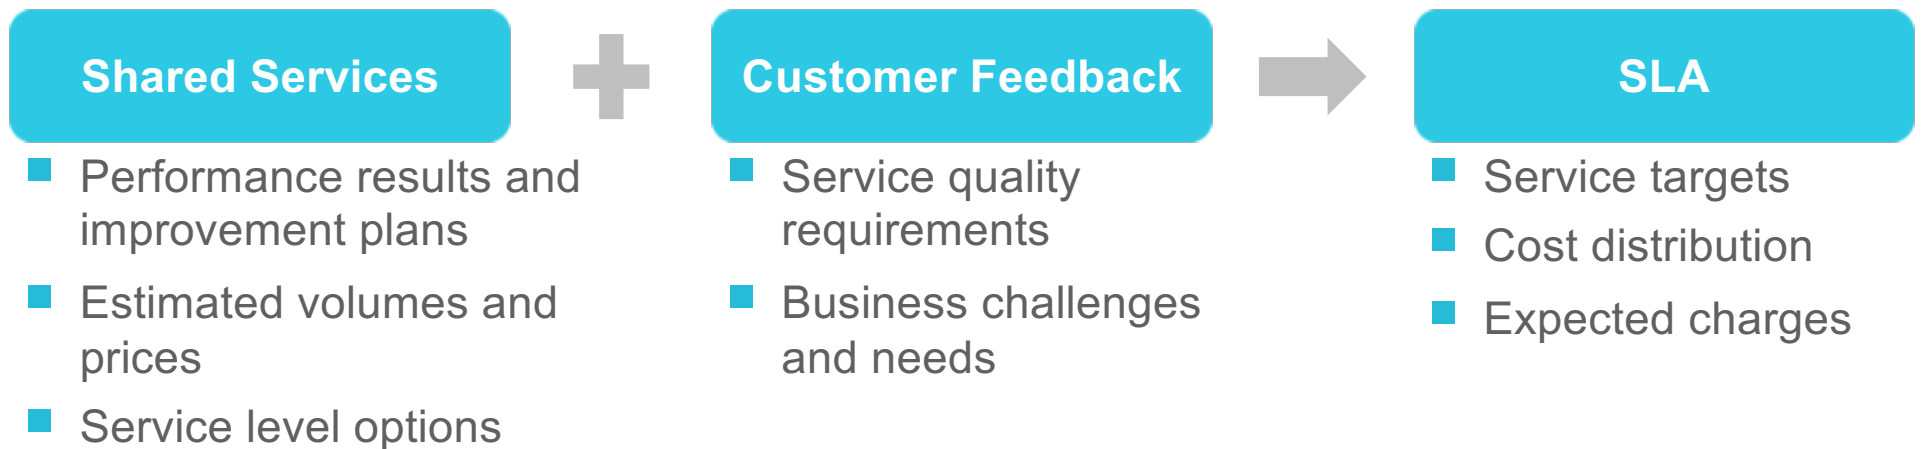 Shared Services
Performance results and
improvement plans
Estimated volumes and
prices
Service level options
Customer Feedback
Service quality
requirements
Business challenges
and needs
SLA
Service targets
Cost distribution
Expected charges